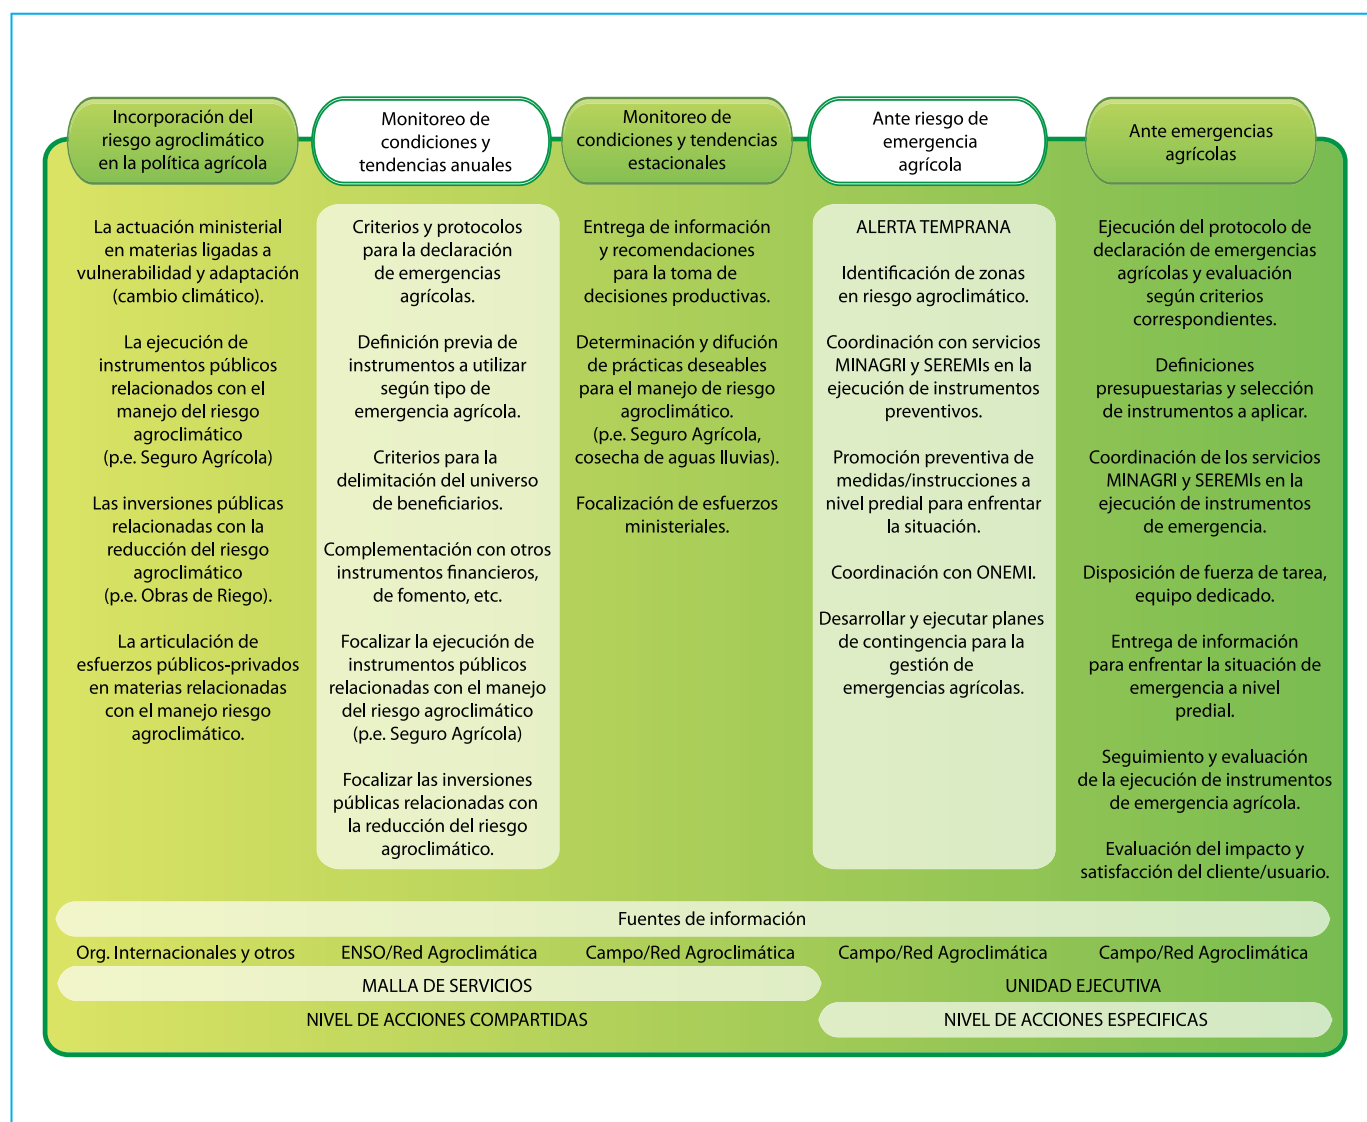 Incorporación del
riesgo agroclimático
en la política agrícola
Monitoreo de
condiciones y
tendencias anuales
Monitoreo de
condiciones y tendencias
estacionales
Ante riesgo de
emergencia
agrícola
Ante emergencias
agrícolas
La actuación ministerial
en materias ligadas a
vulnerabilidad y adaptación
(cambio climático).
La ejecución de
instrumentos públicos
relacionados con el
manejo del riesgo
agroclimático
(p.e. Seguro Agrícola)
Las inversiones públicas
relacionadas con la
reducción del riesgo
agroclimático
(p.e. Obras de Riego).
La articulación de
esfuerzos públicos-privados
en materias relacionadas
con el manejo riesgo
agroclimático.
Criterios y protocolos
para la declaración
de emergencias
agrícolas.
Definición previa de
instrumentos a utilizar
según tipo de
emergencia agrícola.
Criterios para la
delimitación del universo
de beneficiarios.
Complementación con otros
instrumentos financieros,
de fomento, etc.
Focalizar la ejecución de
instrumentos públicos
relacionadas con el manejo
del riesgo agroclimático
(p.e. Seguro Agrícola)
Focalizar las inversiones
públicas relacionadas con
la reducción del riesgo
agroclimático.
Entrega de información
y recomendaciones
para la toma de
decisiones productivas.
Determinación y difución
de prácticas deseables
para el manejo de riesgo
agroclimático.
(p.e. Seguro Agrícola,
cosecha de aguas lluvias).
Focalización de esfuerzos
ministeriales.
ALERTA TEMPRANA
Identificación de zonas
en riesgo agroclimático.
Coordinación con servicios
MINAGRI y SEREMIs en la
ejecución de instrumentos
preventivos.
Promoción preventiva de
medidas/instrucciones a
nivel predial para enfrentar
la situación.
Coordinación con ONEMI.
Desarrollar y ejecutar planes
de contingencia para la
gestión de
emergencias agrícolas.
Ejecución del protocolo de
declaración de emergencias
agrícolas y evaluación
según criterios
correspondientes.
Definiciones
presupuestarias y selección
de instrumentos a aplicar.
Coordinación de los servicios
MINAGRI y SEREMIs en la
ejecución de instrumentos
de emergencia.
Disposición de fuerza de tarea,
equipo dedicado.
Entrega de información
para enfrentar la situación de
emergencia a nivel
predial.
Seguimiento y evaluación
de la ejecución de instrumentos
de emergencia agrícola.
Evaluación del impacto y
satisfacción del cliente/usuario.
Fuentes de información
Org. Internacionales y otros
ENSO/Red Agroclimática
Campo/Red Agroclimática
Campo/Red Agroclimática
Campo/Red Agroclimática
MALLA DE SERVICIOS
UNIDAD EJECUTIVA
NIVEL DE ACCIONES COMPARTIDAS
NIVEL DE ACCIONES ESPECIFICAS